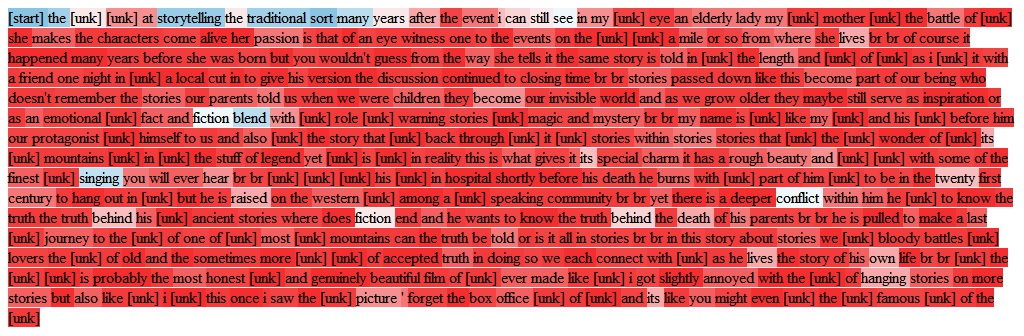 [start] the [unk] [unk] at storytelling the traditional sort many years after the event i can still see in my [unk] eye an elderly lady my [unk] mother [unk] the battle of [unk]
she makes the characters come alive her passion is that of an eye witness one to the events on the [unk] [unk] a mile or so from where she lives br br of course it
happened many years before she was born but you wouldn't guess from the way she tells it the same story is told in [unk] the length and [unk] of [unk] as i [unk] it with
a friend one night in [unk] a local cut in to give his version the discussion continued to closing time br br stories passed down like this become part of our being who
doesn't remember the stories our parents told us when we were children they become our invisible world and as we grow older they maybe still serve as inspiration or
as an emotional [unk] fact and fiction blend with [unk] role [unk] warning stories [unk] magic and mystery br br my name is [unk] like my [unk] and his [unk] before him
our protagonist [unk] himself to us and also [unk] the story that [unk] back through [unk] it [unk] stories within stories stories that [unk] the [unk] wonder of [unk] its
[unk] mountains [unk] in [unk] the stuff of legend yet [unk] is [unk] in reality this is what gives it its special charm it has a rough beauty and [unk] [unk] with some of the
finest [unk] singing you will ever hear br br [unk] [unk] [unk] his [unk] in hospital shortly before his death he burns with [unk] part of him [unk] to be in the twenty first
century to hang out in [unk] but he is raised on the western [unk] among a [unk] speaking community br br yet there is a deeper conflict within him he [unk] to know the
truth the truth behind his [unk] ancient stories where does fiction end and he wants to know the truth behind the death of his parents br br he is pulled to make a last
[unk] journey to the [unk] of one of [unk] most [unk] mountains can the truth be told or is it all in stories br br in this story about stories we [unk] bloody battles [unk]
lovers the [unk] of old and the sometimes more [unk] [unk] of accepted truth in doing so we each connect with [unk] as he lives the story of his own life br br [unk] the
[unk] [unk] is probably the most honest [unk] and genuinely beautiful film of [unk] ever made like [unk] i got slightly annoyed with the [unk] of hanging stories on more
stories but also like [unk] i [unk] this once i saw the [unk] picture ' forget the box office [unk] of [unk] and its like you might even [unk] the [unk] famous [unk] of the
[unk]